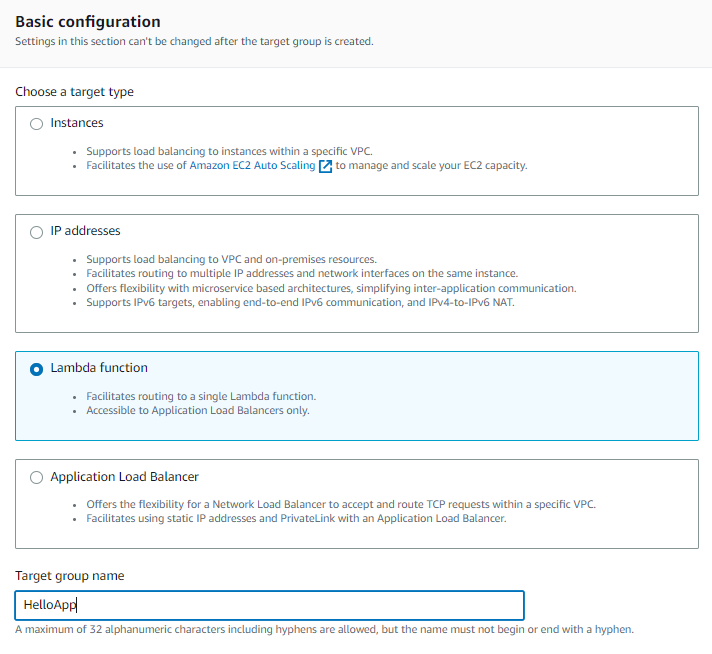 Basic configuration
Settings in this section can't be changed after the target group is created.
Choose a target type
Instances
• Supports load balancing to instances within a specific VPC.
• Facilitates the use of Amazon EC2 Auto Scaling to manage and scale your EC2 capacity.
IP addresses
• Supports load balancing to VPC and on-premises resources.
• Facilitates routing to multiple IP addresses and network interfaces on the same instance.
• Offers flexibility with microservice based architectures, simplifying inter-application communication.
• Supports IPv6 targets, enabling end-to-end IPv6 communication, and IPv4-to-IPv6 NAT.
Lambda function
• Facilitates routing to a single Lambda function.
• Accessible to Application Load Balancers only.
Application Load Balancer
• Offers the flexibility for a Network Load Balancer to accept and route TCP requests within a specific VPC.
• Facilitates using static IP addresses and PrivateLink with an Application Load Balancer.
Target group name
HelloApp
A maximum of 32 alphanumeric characters including hyphens are allowed, but the name must not begin or end with a hyphen.